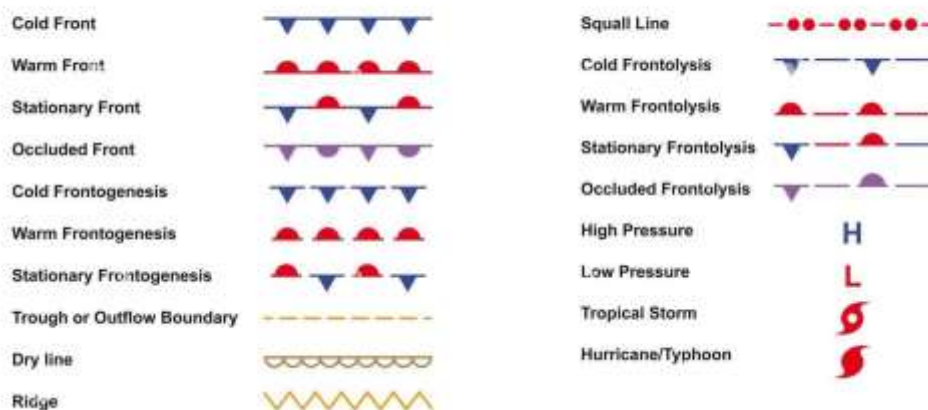 Cold Front
Warm Front
Stationary Front
Occluded Front
Cold Frontogenesis
Warm Frontogenesis
Stationary Frontogenesis
Trough or Outflow Boundary
Dry line
Ridge
Squall Line
Cold Frontolysis
Warm Frontolysis
Stationary Frontolysis
Occluded Frontolysis
High Pressure
H
Low Pressure
L
Tropical Storm
Hurricane/Typhoon